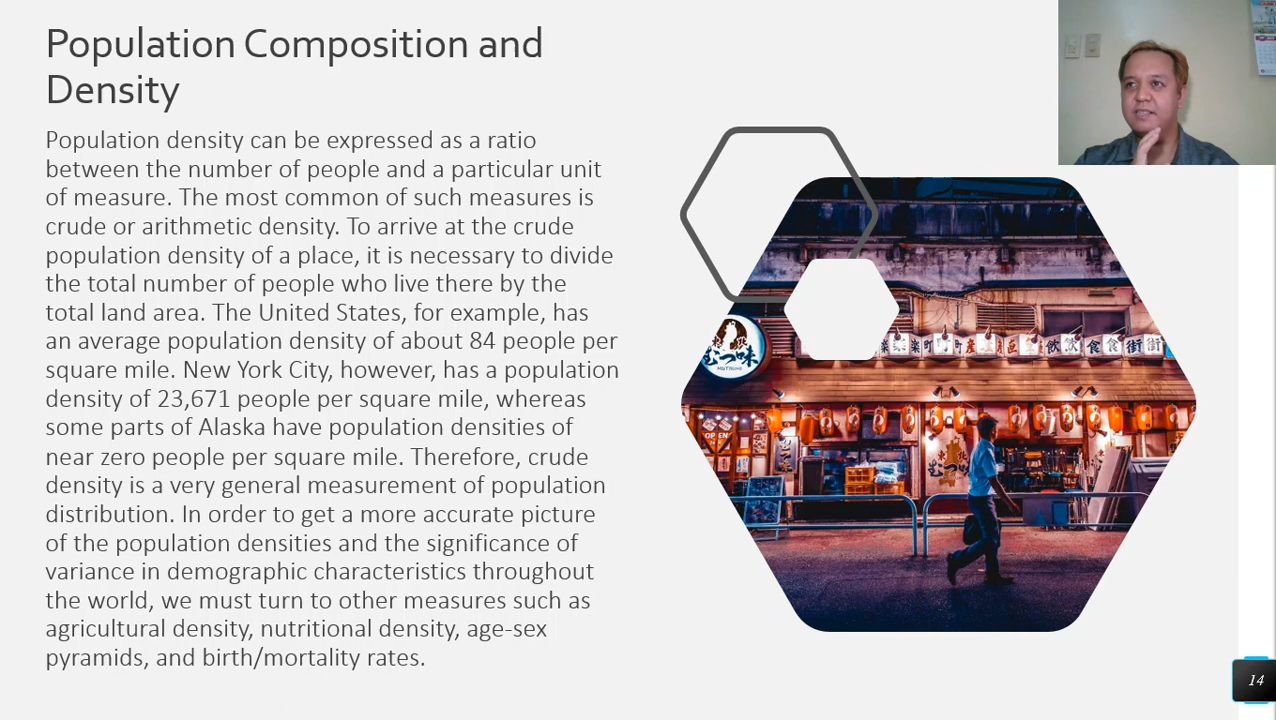 Population Composition and
Density
Population density can be expressed as a ratio
between the number of people and a particular unit
of measure. The most common of such measures is
crude or arithmetic density. To arrive at the crude
population density of a place, it is necessary to divide
the total number of people who live there by the
total land area. The United States, for example, has
an average population density of about 84 people per
square mile. New York City, however, has a population
density of 23,671 people per square mile, whereas
some parts of Alaska have population densities of
near zero people per square mile. Therefore, crude
density is a very general measurement of population
distribution. In order to get a more accurate picture
of the population densities and the significance of
variance in demographic characteristics throughout
the world, we must turn to other measures such as
agricultural density, nutritional density, age-sex
pyramids, and birth/mortality rates.
むつ味
MUTSUMI
飲食街
OPEN
14